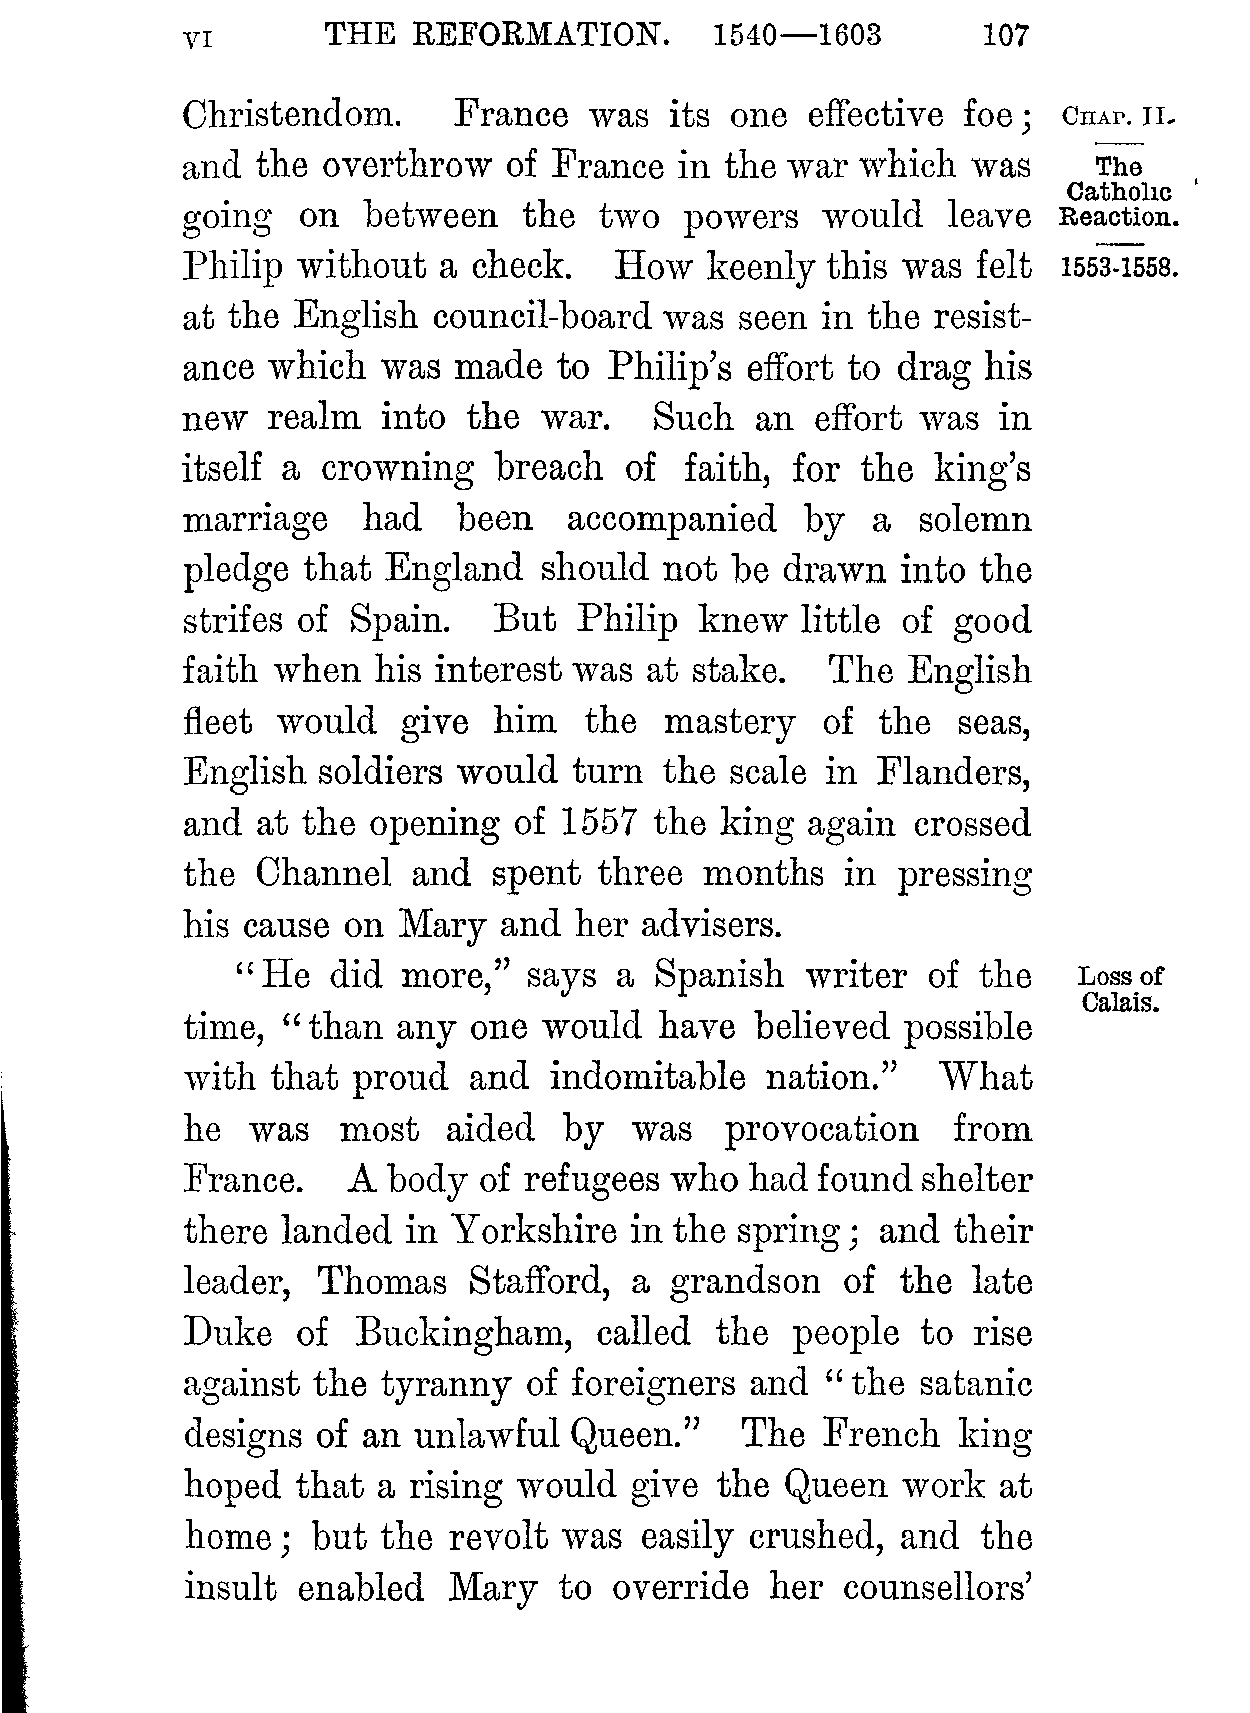 VI THE REFORMATION. 1540—1603 107
Christendom. France was its one effective foe;
and the overthrow of France in the war which was
going on between the two powers would leave
Philip without a check. How keenly this was felt
at the English council-board was seen in the resist-
ance which was made to Philip's effort to drag his
new realm into the war. Such an effort was in
itself a crowning breach of faith, for the king's
marriage had been accompanied by a solemn
pledge that England should not be drawn into the
strifes of Spain. But Philip knew little of good
faith when his interest was at stake. The English
fleet would give him the mastery of the seas,
English soldiers would turn the scale in Flanders,
and at the opening of 1557 the king again crossed
the Channel and spent three months in pressing
his cause on Mary and her advisers.
"He did more," says a Spanish writer of the
time, "than any one would have believed possible
with that proud and indomitable nation." What
he was most aided by was provocation from
France. A body of refugees who had found shelter
there landed in Yorkshire in the spring; and their
leader, Thomas Stafford, a grandson of the late
Duke of Buckingham, called the people to rise
against the tyranny of foreigners and "the satanic
designs of an unlawful Queen." The French king
hoped that a rising would give the Queen work at
home; but the revolt was easily crushed, and the
insult enabled Mary to override her counsellors'
CHAP. II.
The
Catholic
Reaction.
1553-1558.
Loss of
Calais.